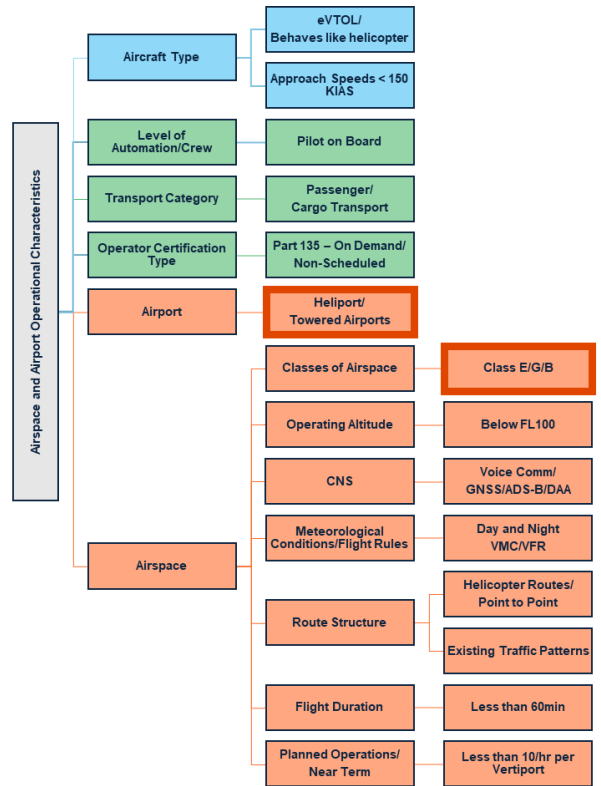 Airspace and Airport Operational Characteristics
Aircraft Type
eVTOL/
Behaves like helicopter
Approach Speeds < 150
KIAS
Level of
Automation/Crew
Pilot on Board
Transport Category
Passenger/
Cargo Transport
Operator Certification
Type
Part 135 – On Demand/
Non-Scheduled
Airport
Heliport/
Towered Airports
Airspace
Classes of Airspace
Class E/G/B
Operating Altitude
Below FL100
CNS
Voice Comm/
GNSS/ADS-B/DAA
Meteorological
Conditions/Flight Rules
Day and Night
VMC/VFR
Route Structure
Helicopter Routes/
Point to Point
Existing Traffic Patterns
Flight Duration
Less than 60min
Planned Operations/
Near Term
Less than 10/hr per
Vertiport